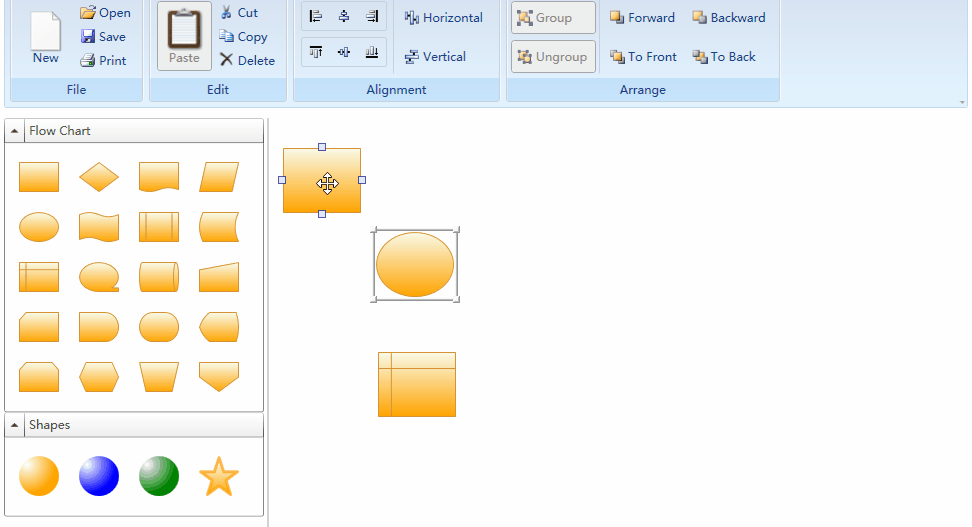 New
Open
Save
Print
File
Paste
Cut
Copy
Delete
Edit
Horizontal
Vertical
Alignment
Group
Ungroup
Forward
Backward
To Front
To Back
Arrange
Flow Chart
Shapes